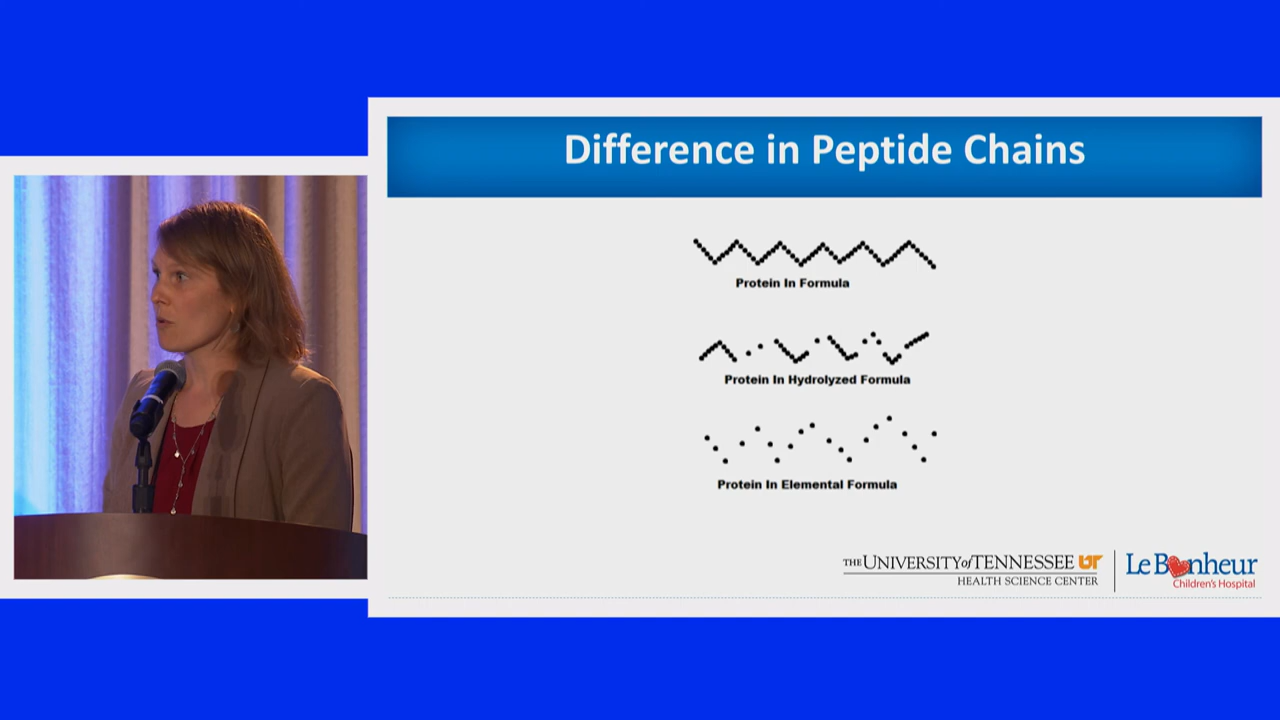 Difference in Peptide Chains
Protein In Formula
Protein In Hydrolyzed Formula
Protein In Elemental Formula
THE UNIVERSITY of TENNESSEE UT
HEALTH SCIENCE CENTER
Le Bonheur
Children's Hospital